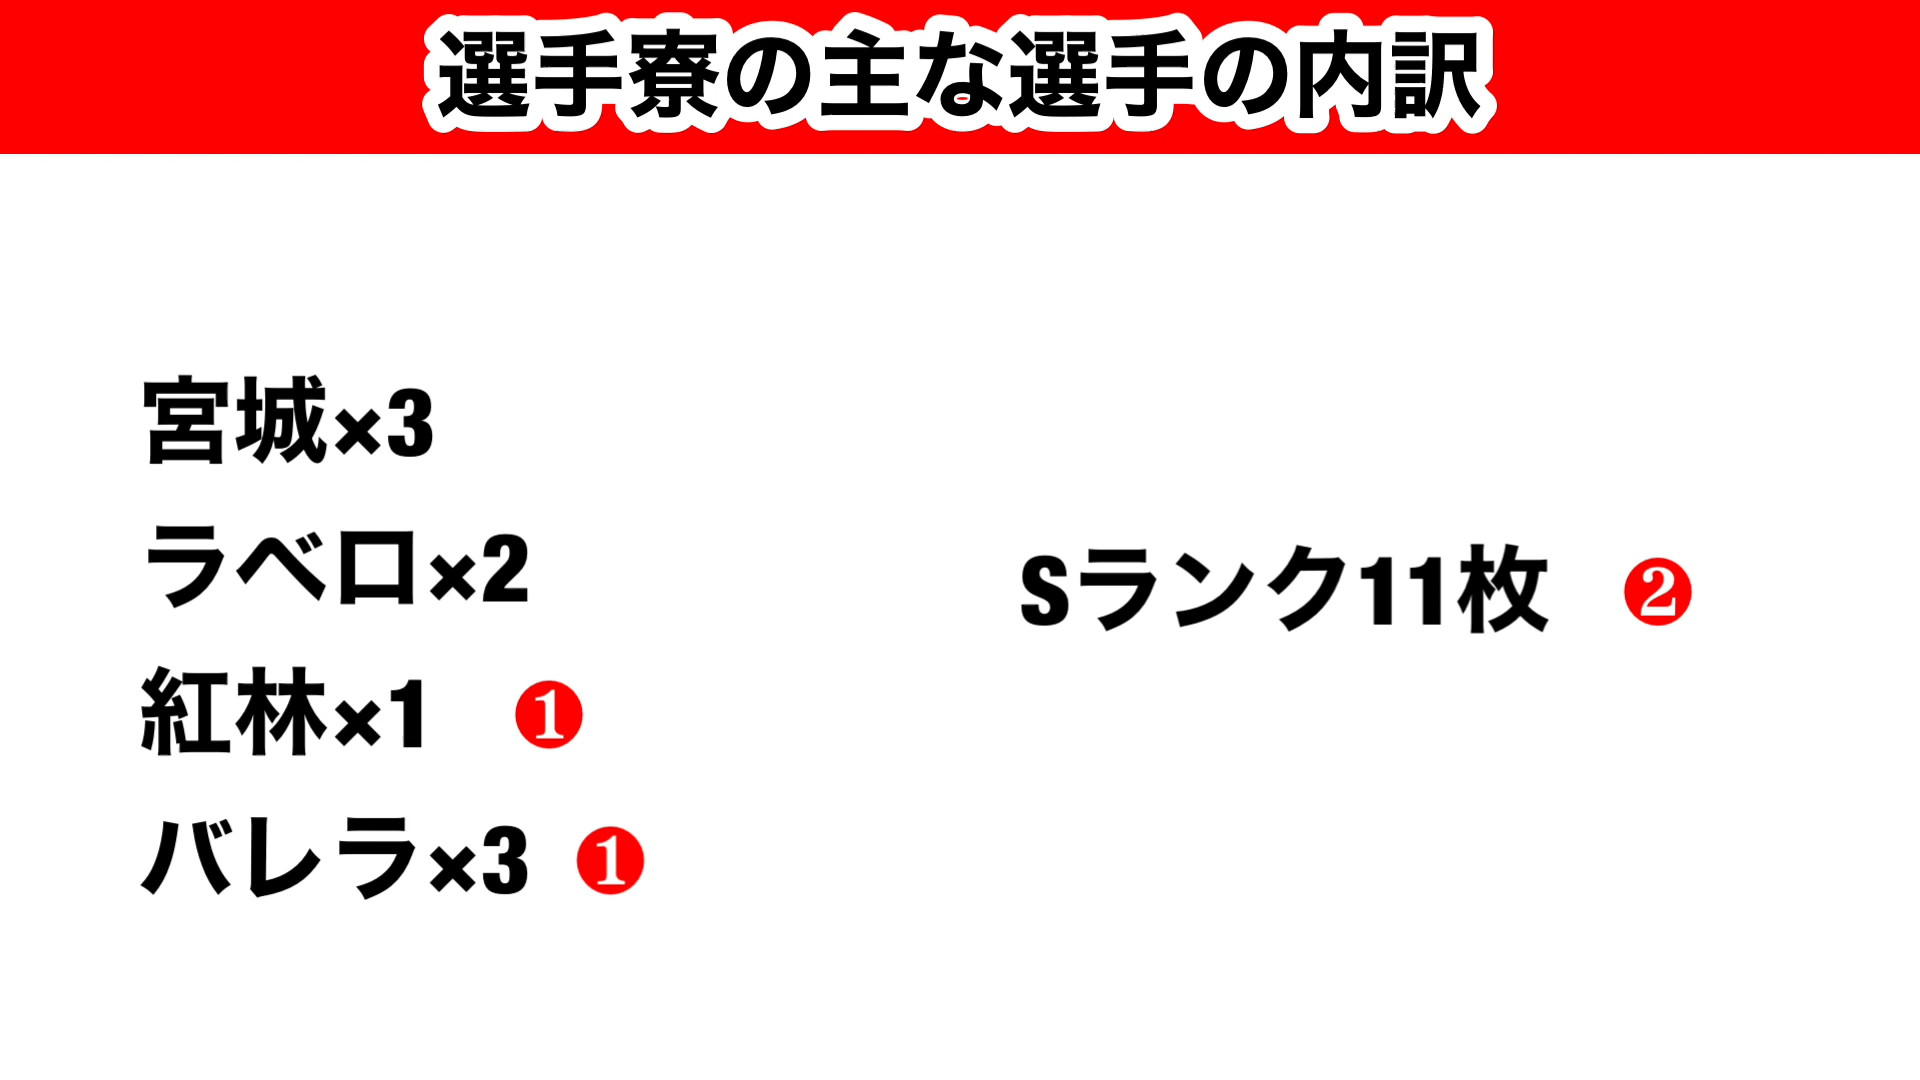 選手寮の主な選手の内訳
宮城×3
ラベロ×2
紅林×1 ❶
バレラ×3 ❶
Sランク11枚 ❷